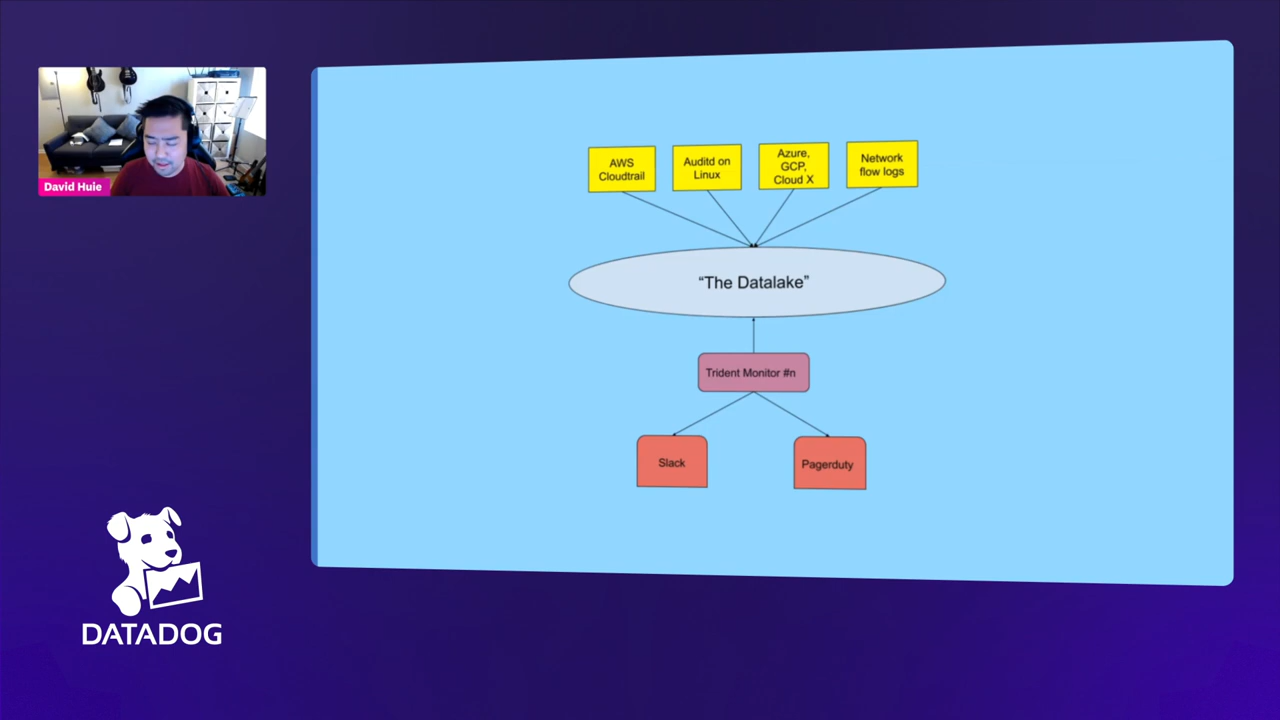 David Huie
AWS
Cloudtrail
Auditd on
Linux
Azure,
GCP,
Cloud X
Network
flow logs
“The Datalake”
Trident Monitor #n
Slack
Pagerduty
DATADOG